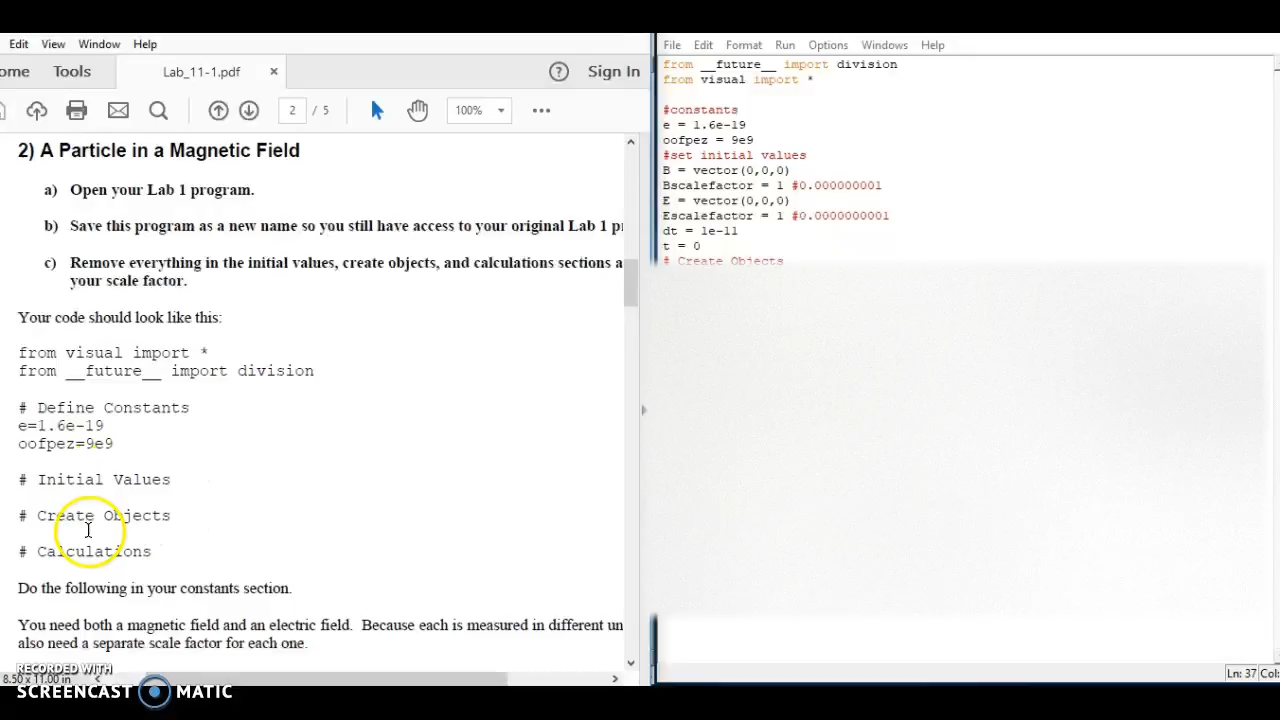 Edit View Window Help
ome Tools Lab_11-1.pdf × ? Sign In
2 / 5 100%
2) A Particle in a Magnetic Field
a) Open your Lab 1 program.
b) Save this program as a new name so you still have access to your original Lab 1 p
c) Remove everything in the initial values, create objects, and calculations sections a
your scale factor.
Your code should look like this:
from visual import *
from __future__ import division
# Define Constants
e=1.6e-19
oofpez=9e9
# Initial Values
# Create Objects
# Calculations
Do the following in your constants section.
You need both a magnetic field and an electric field. Because each is measured in different un
also need a separate scale factor for each one.
8.50 x 11.00 in
RECORDED WITH
SCREENCAST MATIC
File Edit Format Run Options Windows Help
from __future__ import division
from visual import *
#constants
e = 1.6e-19
oofpez = 9e9
#set initial values
B = vector(0,0,0)
Bscalefactor = 1 #0.000000001
E = vector(0,0,0)
Escalefactor = 1 #0.0000000001
dt = 1e-11
t = 0
# Create Objects
Ln: 37 Col: